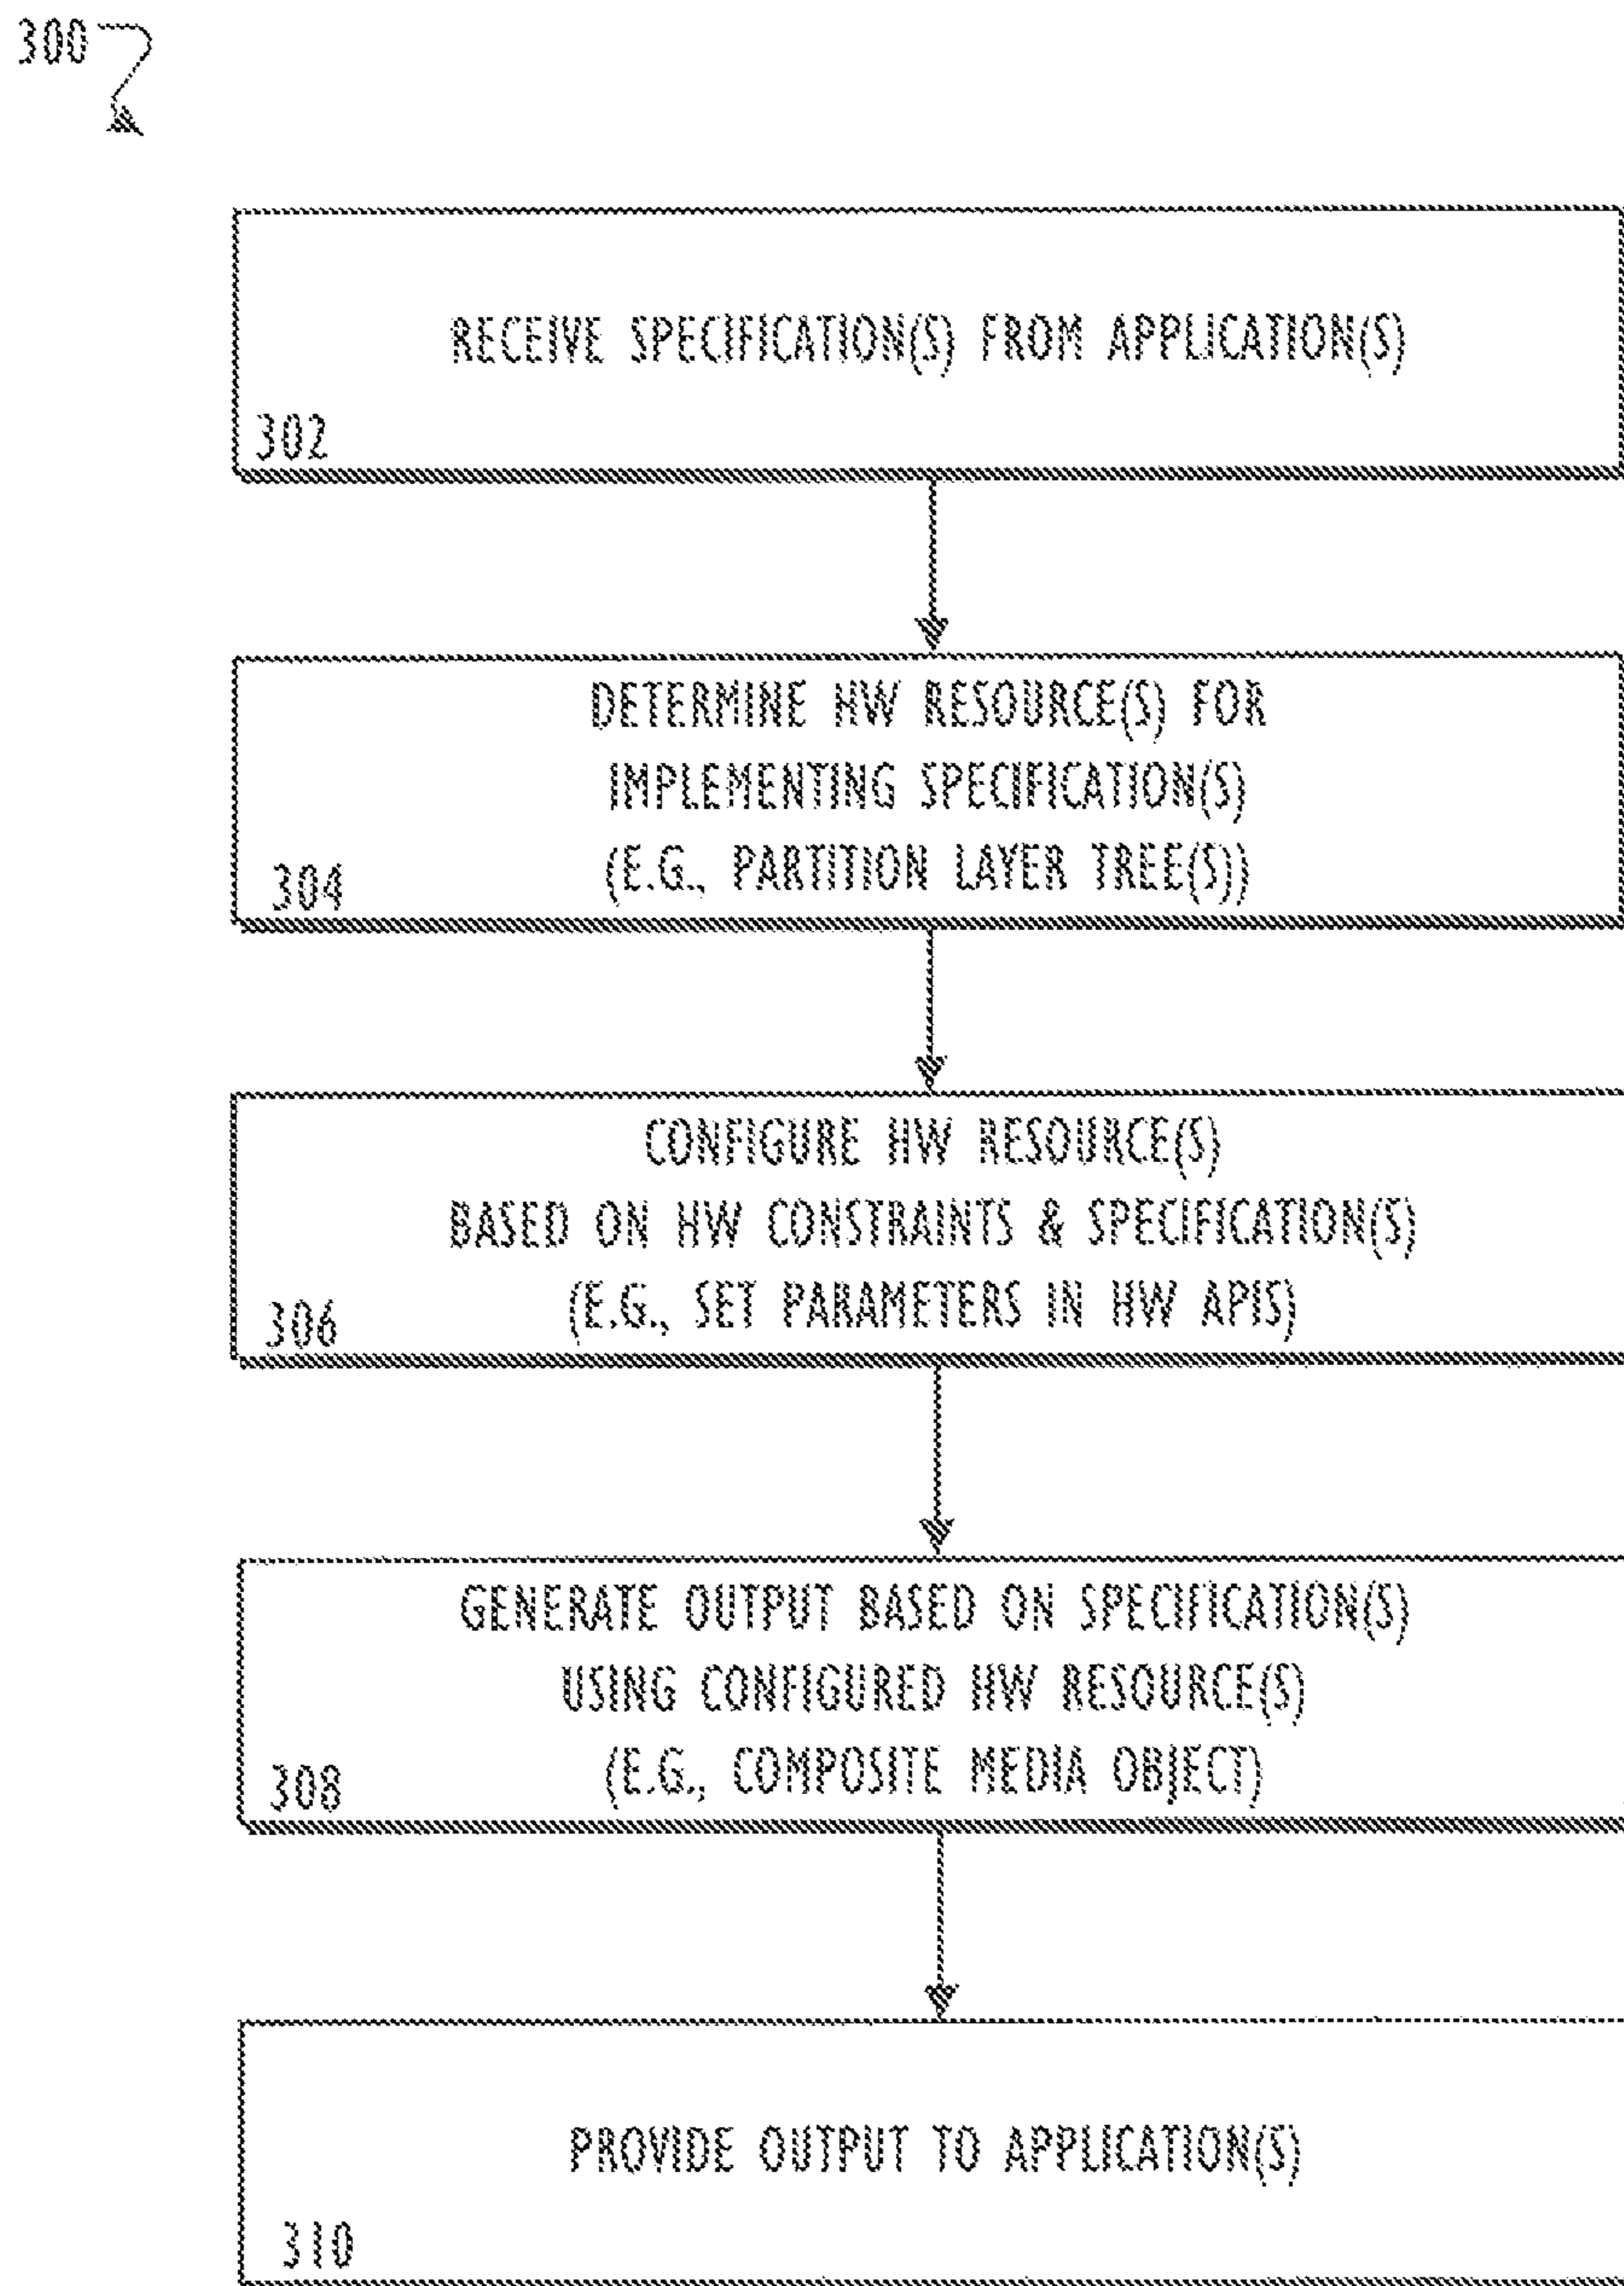 300
RECEIVE SPECIFICATION(S) FROM APPLICATION(S)
302
DETERMINE HW RESOURCE(S) FOR
IMPLEMENTING SPECIFICATION(S)
(E.G., PARTITION LAYER TREE(S))
304
CONFIGURE HW RESOURCE(S)
BASED ON HW CONSTRAINTS & SPECIFICATION(S)
(E.G., SET PARAMETERS IN HW APIS)
306
GENERATE OUTPUT BASED ON SPECIFICATION(S)
USING CONFIGURED HW RESOURCE(S)
(E.G., COMPOSITE MEDIA OBJECT)
308
PROVIDE OUTPUT TO APPLICATION(S)
310